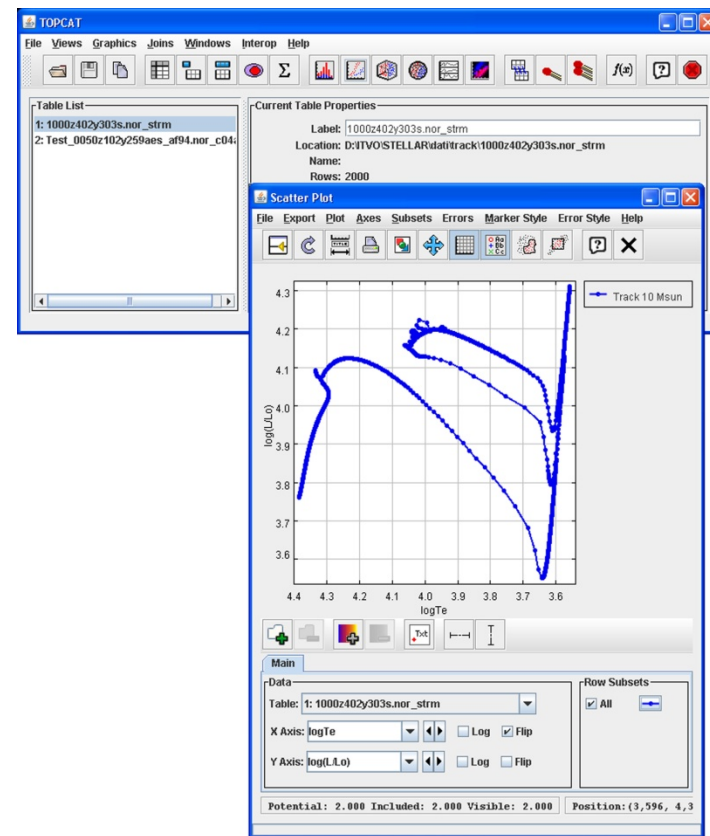 TOPCAT
File Views Graphics Joins Windows Interop Help
Σ f(x) ?
Table List
1: 1000z402y303s.nor_strm
2: Test_0050z102y259aes_af94.nor_c04
Current Table Properties
Label: 1000z402y303s.nor_strm
Location: D:\ITVO\STELLAR\dati\track\1000z402y303s.nor_strm
Name:
Rows: 2000
Scatter Plot
File Export Plot Axes Subsets Errors Marker Style Error Style Help
4.3
4.2
4.1
4.0
3.9
3.8
3.7
3.6
log(L/Lo)
4.4 4.3 4.2 4.1 4.0 3.9 3.8 3.7 3.6
logTe
Track 10 Msun
Txt
Main
Data
Table: 1: 1000z402y303s.nor_strm
X Axis: logTe Log Flip
Y Axis: log(L/Lo) Log Flip
Row Subsets
All
Potential: 2.000 Included: 2.000 Visible: 2.000 Position:(3,596, 4,3